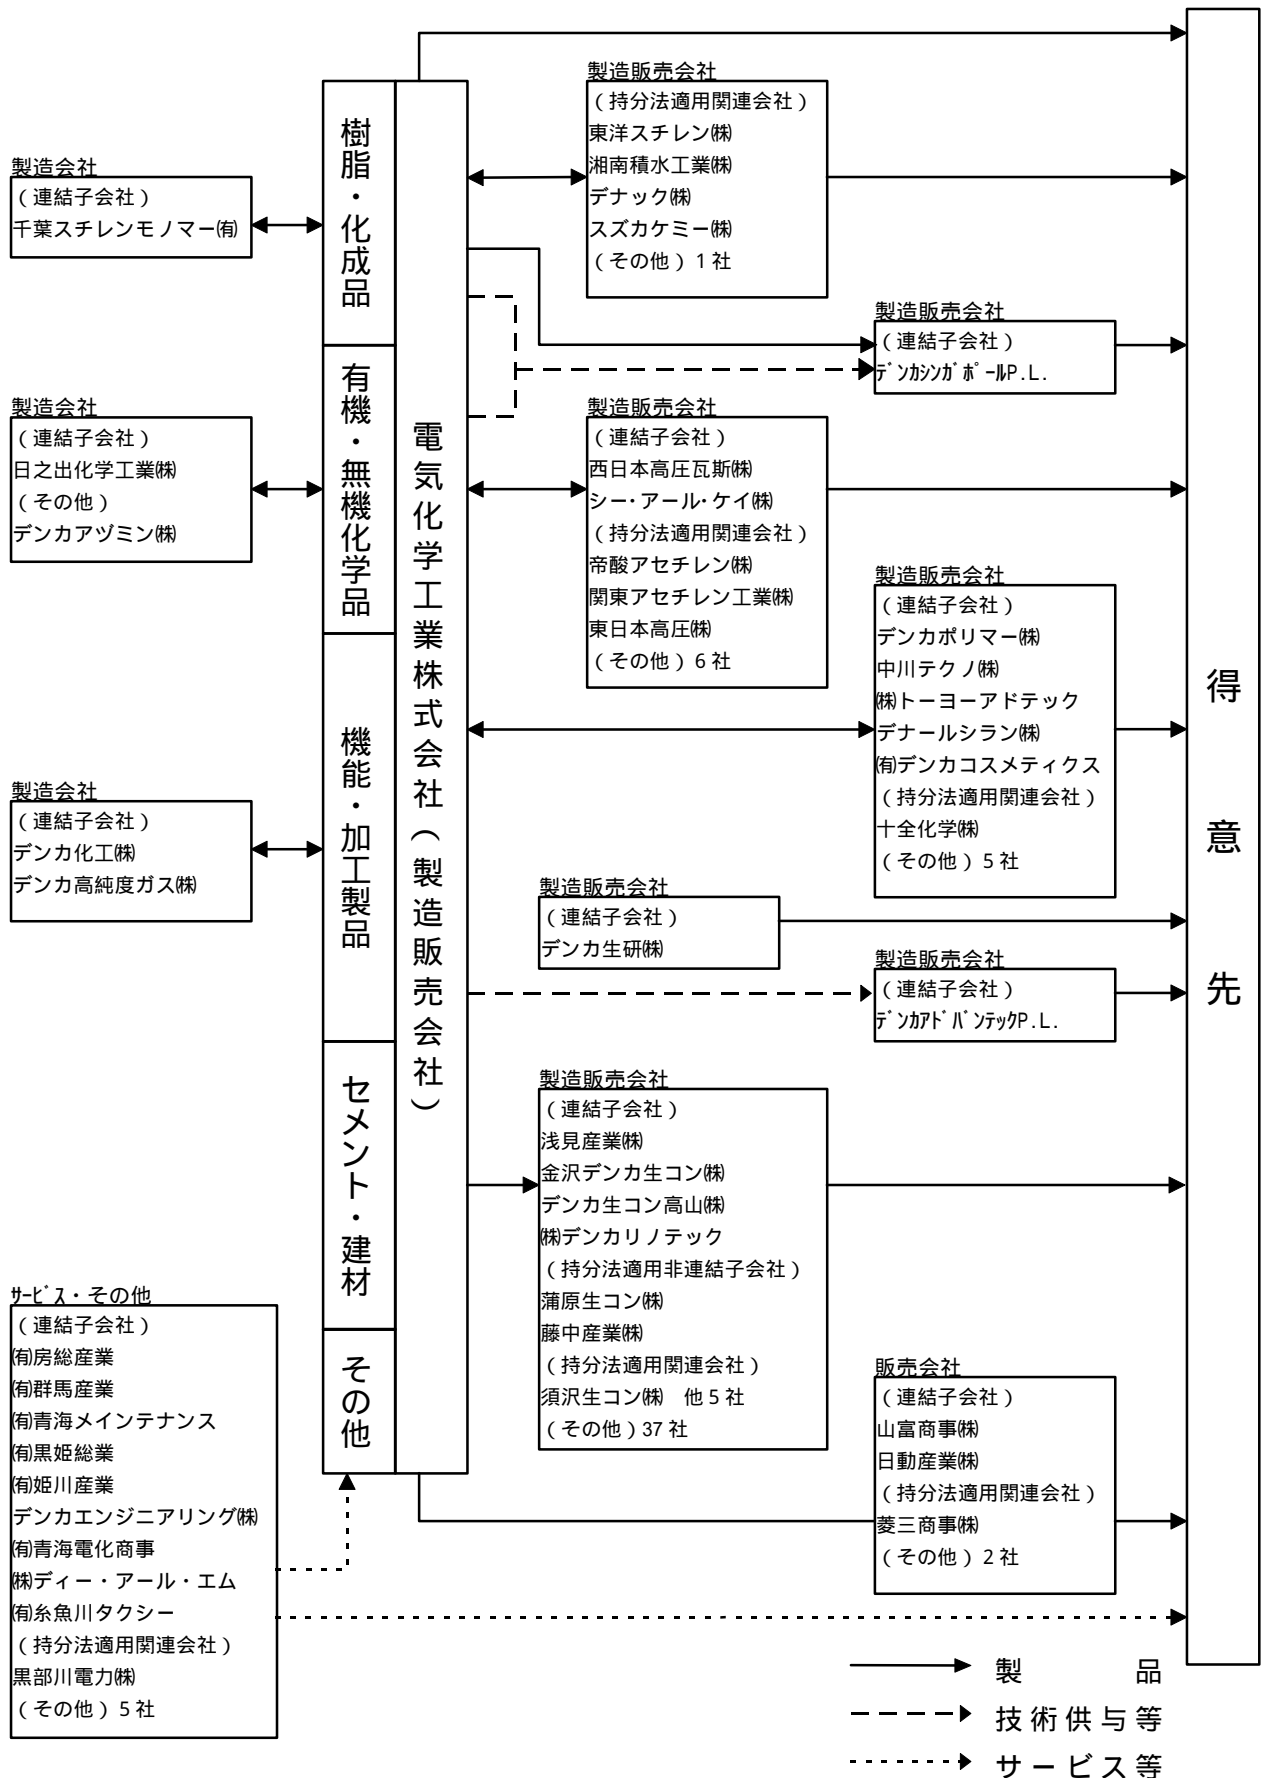 製造会社
(連結子会社)
千葉スチレンモノマー㈲
製造会社
(連結子会社)
日之出化学工業㈱
(その他)
デンカアヅミン㈱
製造会社
(連結子会社)
デンカ化工㈱
デンカ高純度ガス㈱
サービス・その他
(連結子会社)
㈲房総産業
㈲群馬産業
㈲青海メインテナンス
㈲黒姫総業
㈲姫川産業
デンカエンジニアリング㈱
㈲青海電化商事
㈱ディー・アール・エム
㈲糸魚川タクシー
(持分法適用関連会社)
黒部川電力㈱
(その他)5社
樹脂・化成品
有機・無機化学品
機能・加工製品
セメント・建材
その他
電気化学工業株式会社(製造販売会社)
製造販売会社
(持分法適用関連会社)
東洋スチレン㈱
湘南積水工業㈱
デナック㈱
スズカケミー㈱
(その他)1社
製造販売会社
(連結子会社)
デンカシンガポールP.L.
製造販売会社
(連結子会社)
西日本高圧瓦斯㈱
シー・アール・ケイ㈱
(持分法適用関連会社)
帝酸アセチレン㈱
関東アセチレン工業㈱
東日本高圧㈱
(その他)6社
製造販売会社
(連結子会社)
デンカポリマー㈱
中川テクノ㈱
㈱トーヨーアドテック
デナールシラン㈱
㈲デンカコスメティクス
(持分法適用関連会社)
十全化学㈱
(その他)5社
製造販売会社
(連結子会社)
デンカ生研㈱
製造販売会社
(連結子会社)
デンカアドバンテックP.L.
製造販売会社
(連結子会社)
浅見産業㈱
金沢デンカ生コン㈱
デンカ生コン高山㈱
㈱デンカリノテック
(持分法適用非連結子会社)
蒲原生コン㈱
藤中産業㈱
(持分法適用関連会社)
須沢生コン㈱ 他5社
(その他)37社
販売会社
(連結子会社)
山富商事㈱
日動産業㈱
(持分法適用関連会社)
菱三商事㈱
(その他)2社
得意先
製品
技術供与等
サービス等